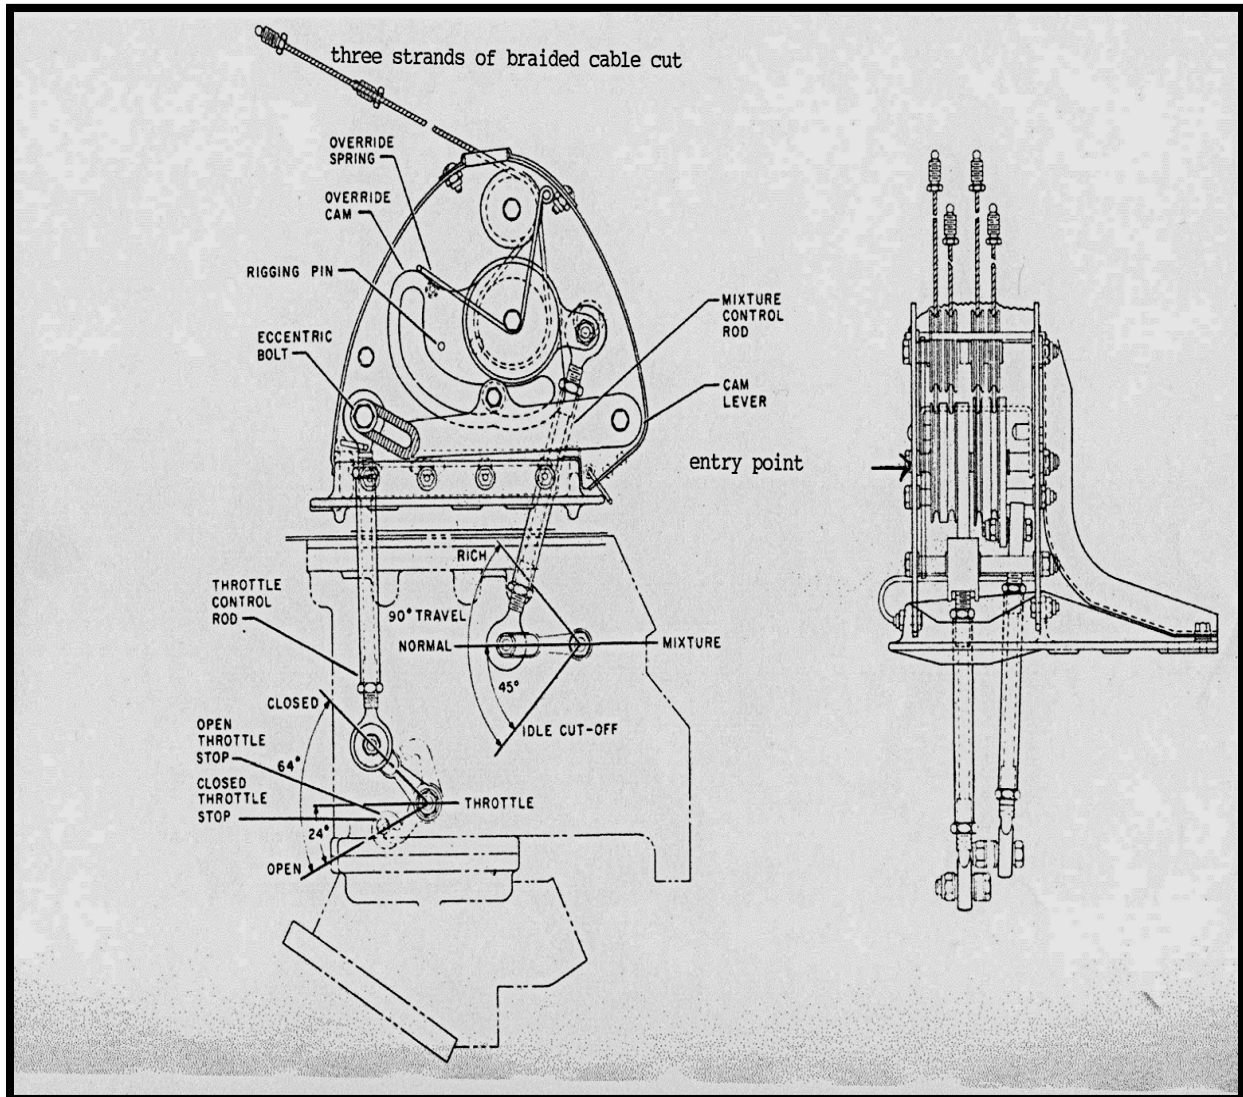 three strands of braided cable cut
OVERRIDE
SPRING
OVERRIDE
CAM
RIGGING PIN
ECCENTRIC
BOLT
MIXTURE
CONTROL
ROD
CAM
LEVER
entry point
RICH
THROTTLE
CONTROL
ROD
90° TRAVEL
NORMAL
MIXTURE
45°
CLOSED
IDLE CUT-OFF
OPEN
THROTTLE
STOP
64°
CLOSED
THROTTLE
STOP
THROTTLE
24°
OPEN